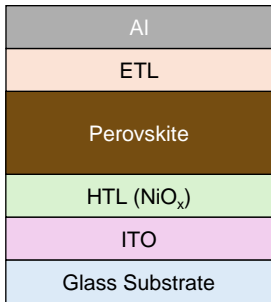 Al
ETL
Perovskite
HTL (NiOₓ)
ITO
Glass Substrate